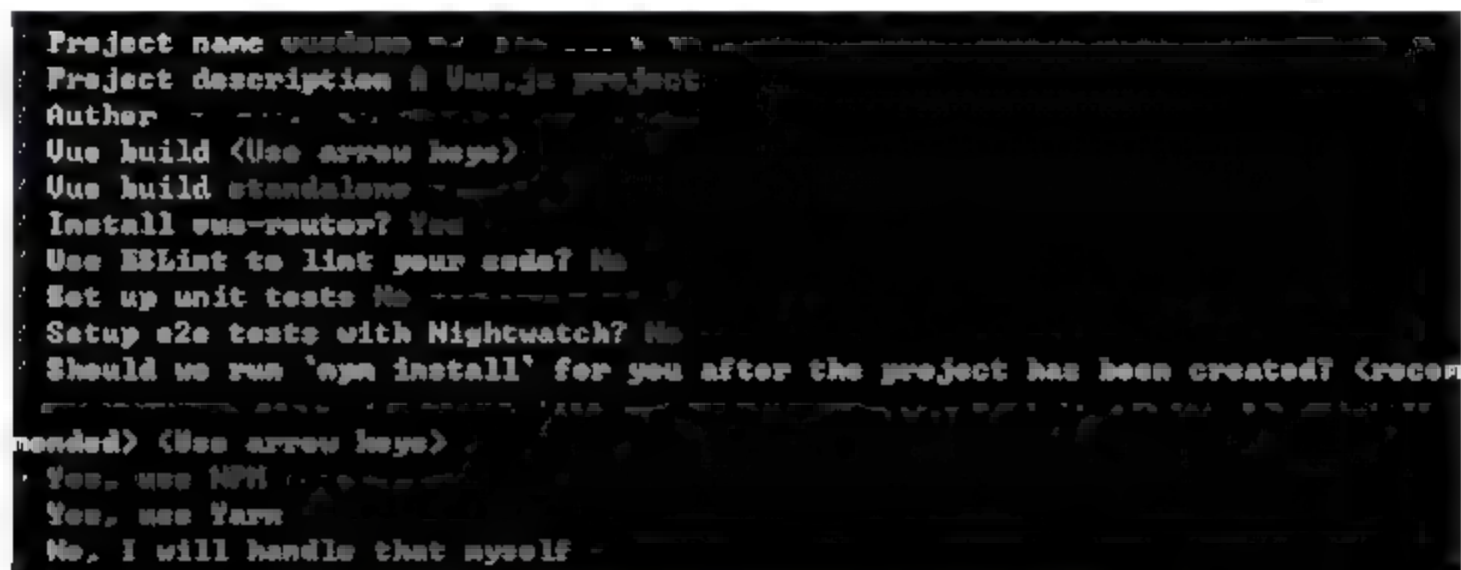 Project name vuedemo
Project description A Vue.js project
Author
Vue build (Use arrow keys)
Vue build standalone
Install vue-router? Yes
Use ESLint to lint your code? No
Set up unit tests No
Setup e2e tests with Nightwatch? No
Should we run `npm install` for you after the project has been created? (recom
mended) (Use arrow keys)
Yes, use NPM
Yes, use Yarn
No, I will handle that myself